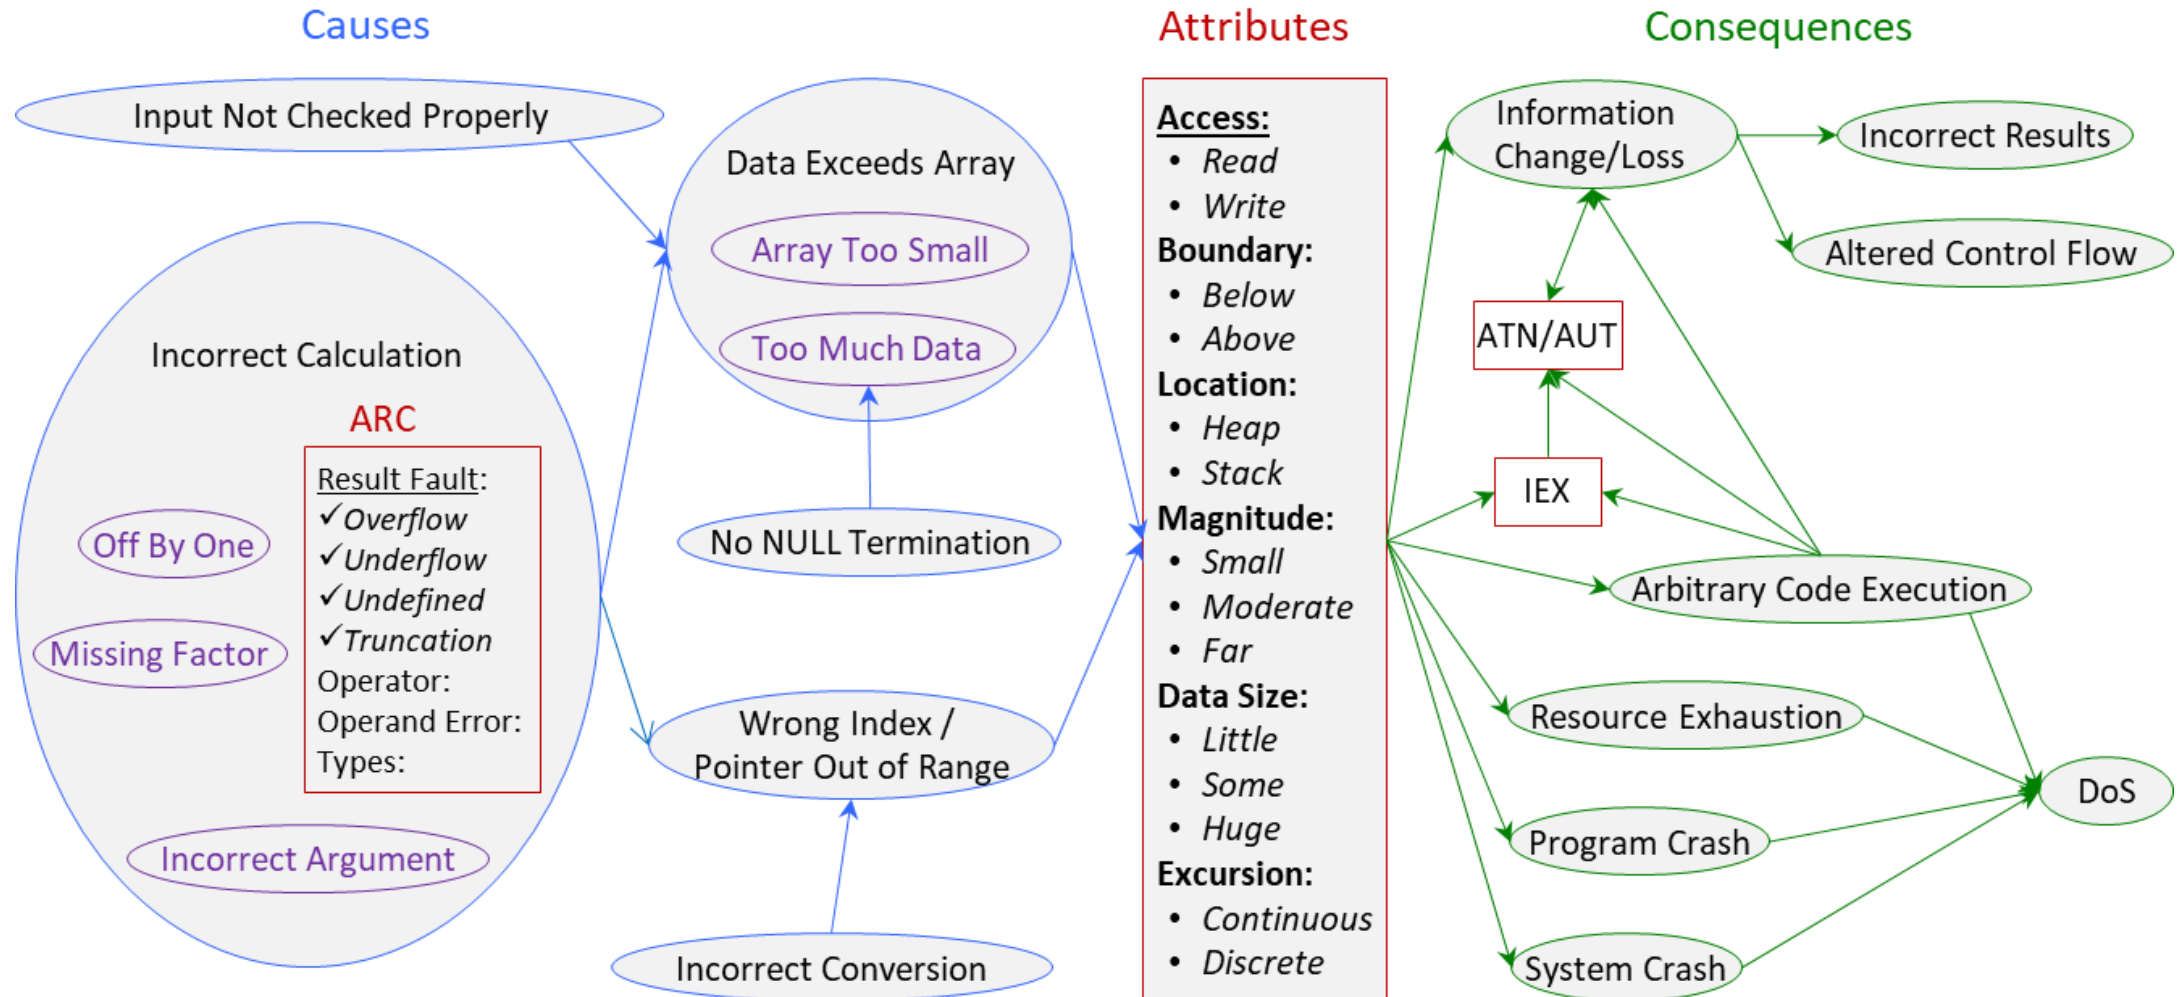 Causes
Input Not Checked Properly
Incorrect Calculation
ARC
Result Fault:
✓Overflow
✓Underflow
✓Undefined
✓Truncation
Operator:
Operand Error:
Types:
Off By One
Missing Factor
Incorrect Argument
Data Exceeds Array
Array Too Small
Too Much Data
No NULL Termination
Wrong Index /
Pointer Out of Range
Incorrect Conversion
Attributes
Access:
• Read
• Write
Boundary:
• Below
• Above
Location:
• Heap
• Stack
Magnitude:
• Small
• Moderate
• Far
Data Size:
• Little
• Some
• Huge
Excursion:
• Continuous
• Discrete
Consequences
Information
Change/Loss
Incorrect Results
Altered Control Flow
ATN/AUT
IEX
Arbitrary Code Execution
Resource Exhaustion
Program Crash
System Crash
DoS